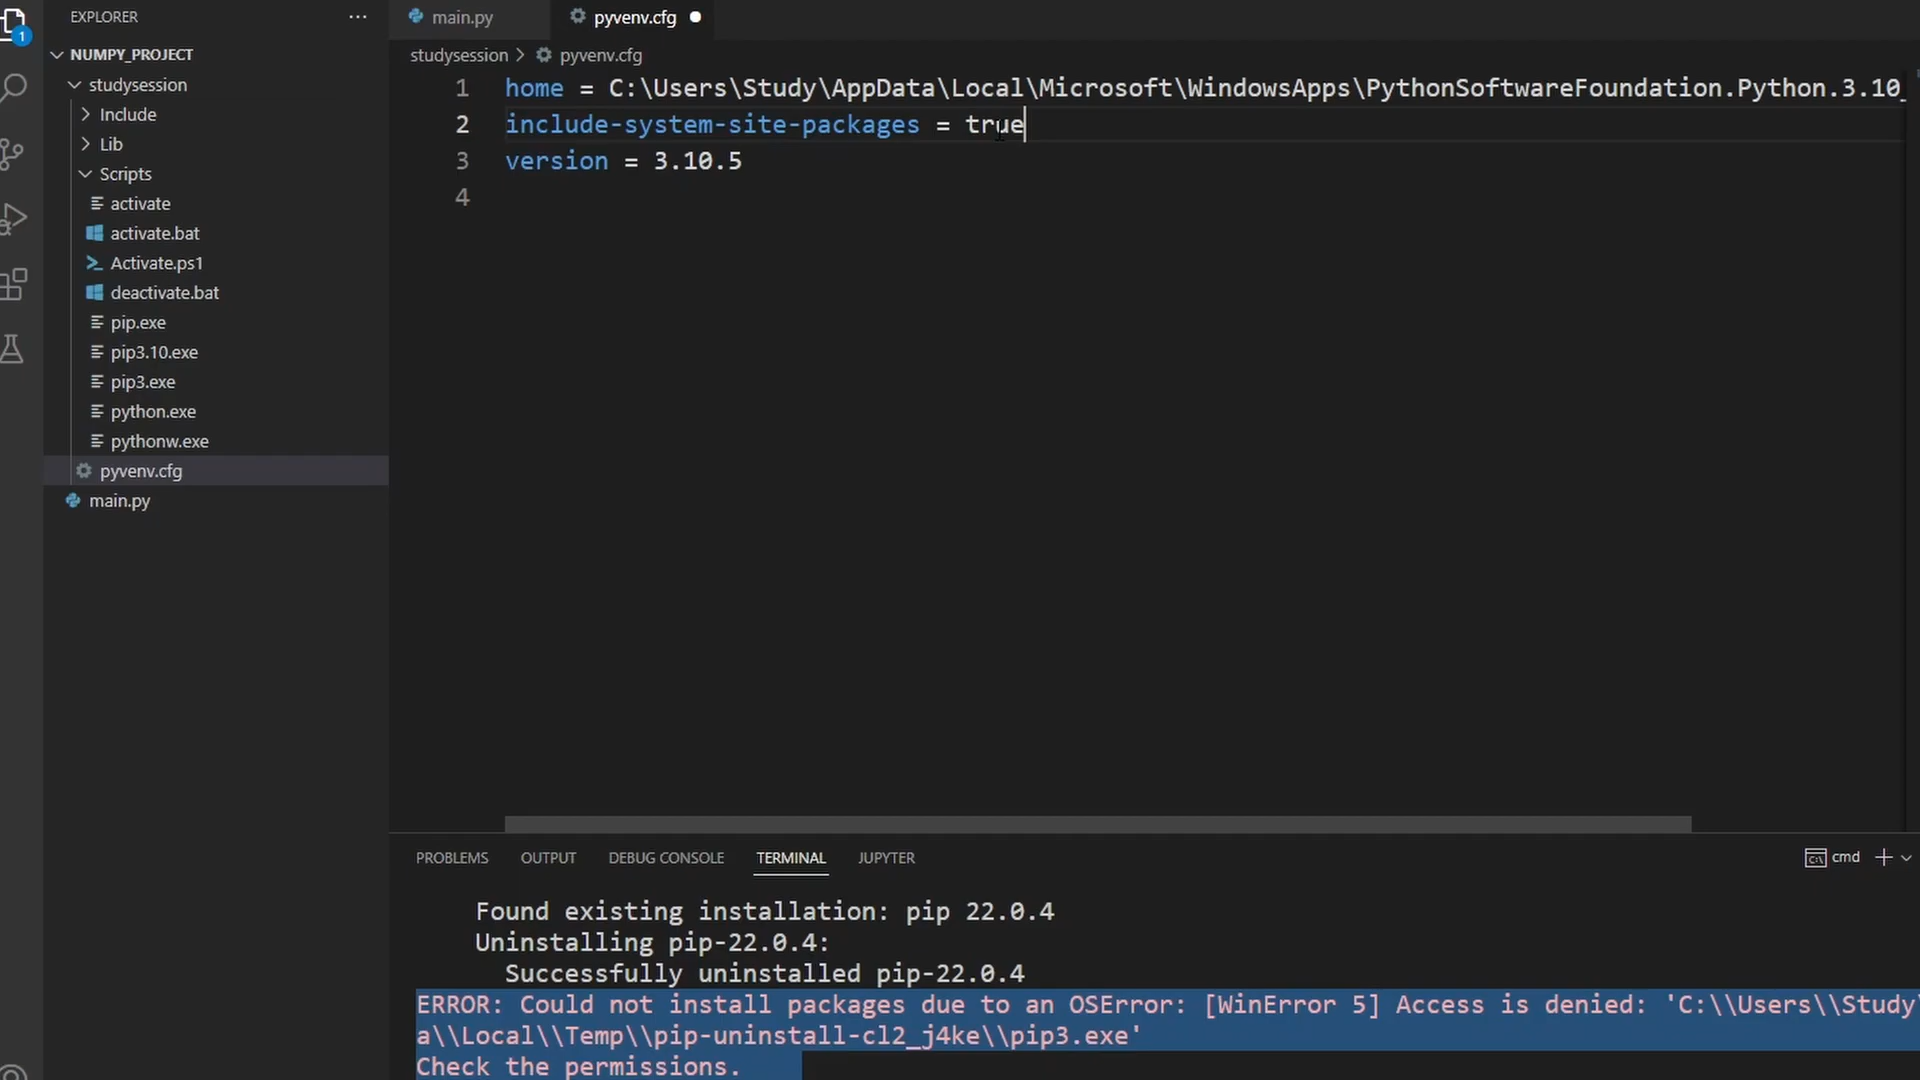 EXPLORER
···
NUMPY_PROJECT
studysession
Include
Lib
Scripts
activate
activate.bat
Activate.ps1
deactivate.bat
pip.exe
pip3.10.exe
pip3.exe
python.exe
pythonw.exe
pyvenv.cfg
main.py
1
main.py
pyvenv.cfg
studysession > pyvenv.cfg
1 home = C:\Users\Study\AppData\Local\Microsoft\WindowsApps\PythonSoftwareFoundation.Python.3.10_
2 include-system-site-packages = true
3 version = 3.10.5
4
PROBLEMS OUTPUT DEBUG CONSOLE TERMINAL JUPYTER
cmd
Found existing installation: pip 22.0.4
Uninstalling pip-22.0.4:
Successfully uninstalled pip-22.0.4
ERROR: Could not install packages due to an OSError: [WinError 5] Access is denied: 'C:\\Users\\Study\
a\\Local\\Temp\\pip-uninstall-cl2_j4ke\\pip3.exe'
Check the permissions.